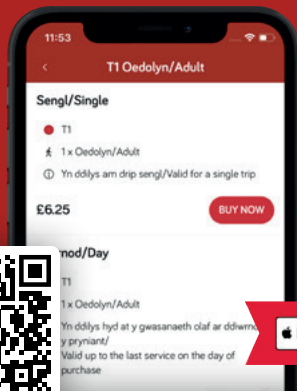 11:53
T1 Oedolyn/Adult
Sengl/Single
T1
1 x Oedolyn/Adult
Yn ddilys am drip sengl/Valid for a single trip
£6.25
BUY NOW
nod/Day
T1
1 x Oedolyn/Adult
Yn ddilys hyd at y gwasanaeth olaf ar
y pryniant/
Valid up to the last service on the day of
purchase